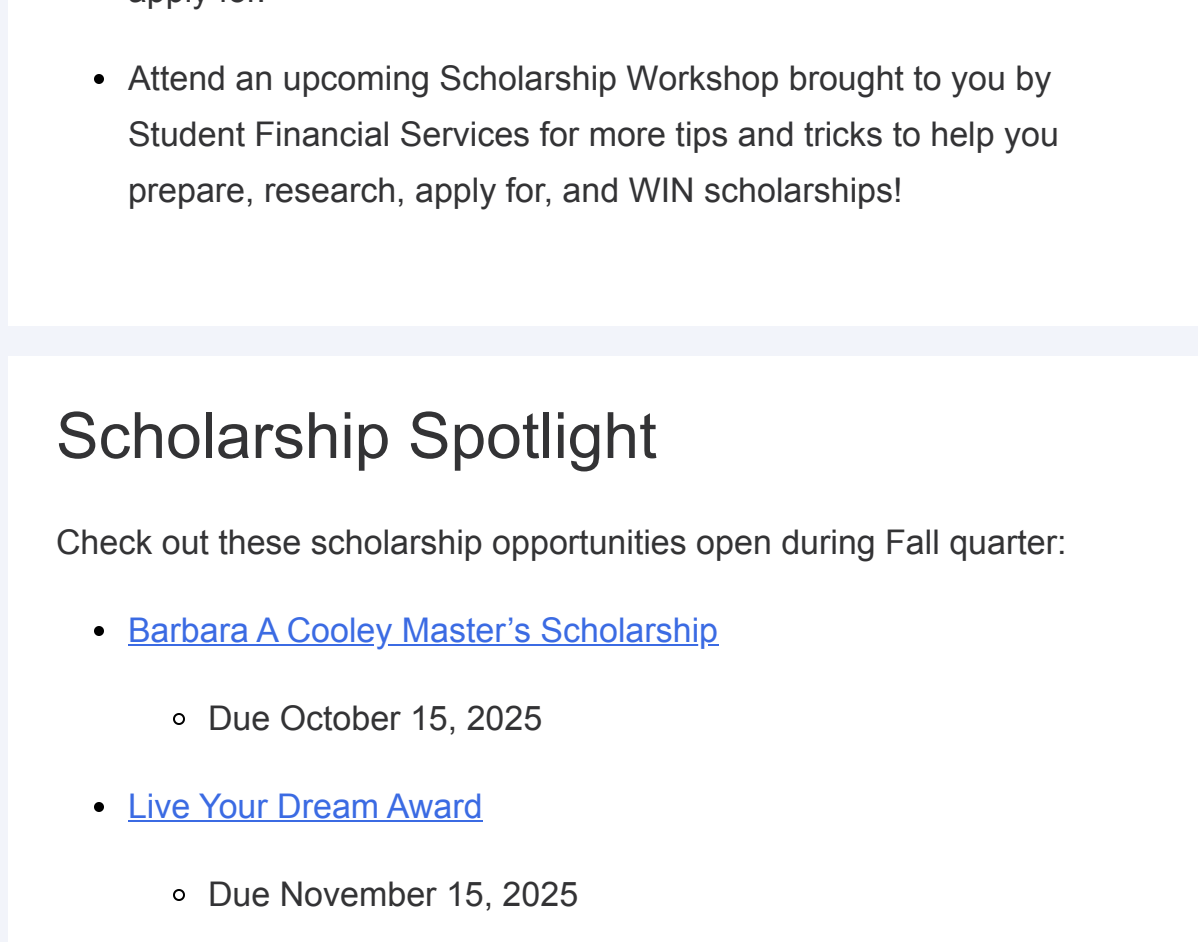 apply for.
Attend an upcoming Scholarship Workshop brought to you by
Student Financial Services for more tips and tricks to help you
prepare, research, apply for, and WIN scholarships!
Scholarship Spotlight
Check out these scholarship opportunities open during Fall quarter:
Barbara A Cooley Master’s Scholarship
Due October 15, 2025
Live Your Dream Award
Due November 15, 2025